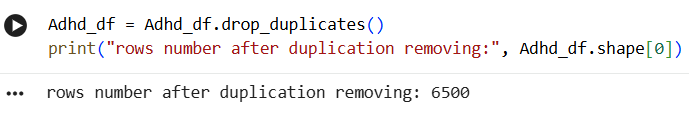 Adhd_df = Adhd_df.drop_duplicates()
print("rows number after duplication removing:", Adhd_df.shape[0])
rows number after duplication removing: 6500